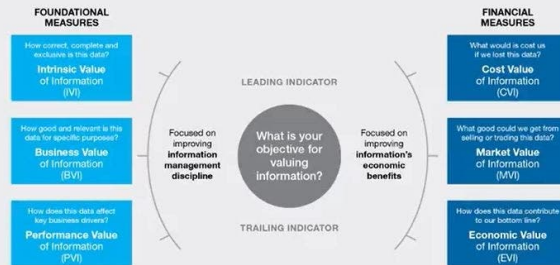 FOUNDATIONAL
MEASURES
How correct, complete and
exclusive is this data?
Intrinsic Value
of Information
(IVI)
How good and relevant is this
data for specific purposes?
Business Value
of Information
(BVI)
How does this data affect
key business drivers?
Performance Value
of Information
(PVI)
LEADING INDICATOR
Focused on
improving
information
management
discipline
What is your
objective for
valuing
information?
Focused on
improving
information's
economic
benefits
TRAILING INDICATOR
FINANCIAL
MEASURES
What would is cost us
if we lost this data?
Cost Value
of Information
(CVI)
What good could we get from
selling or trading this data?
Market Value
of Information
(MVI)
How does this data contribute
to our bottom line?
Economic Value
of Information
(EVI)